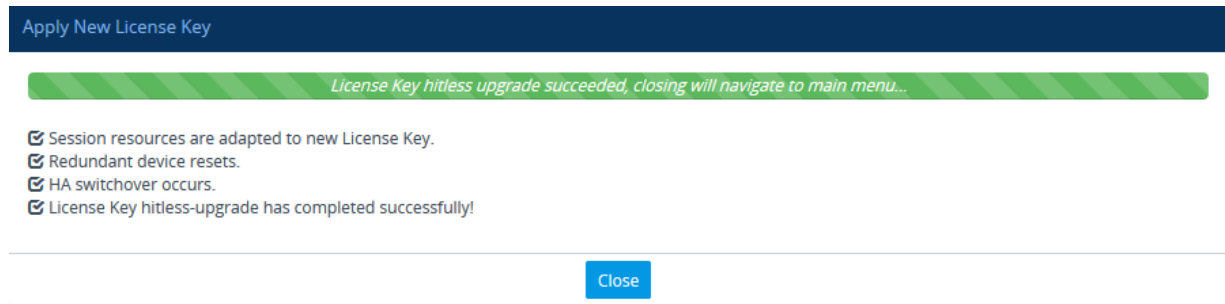 Apply New License Key
License Key hitless upgrade succeeded, closing will navigate to main menu...
Session resources are adapted to new License Key.
Redundant device resets.
HA switchover occurs.
License Key hitless-upgrade has completed successfully!
Close